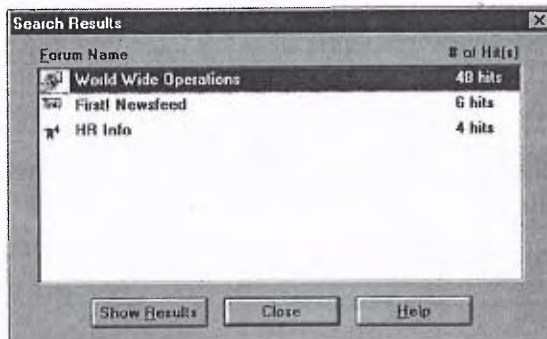 Search Results
Forum Name # of Hit(s)
World Wide Operations 48 hits
First! Newsfeed 6 hits
HR Info 4 hits
Show Results Close Help